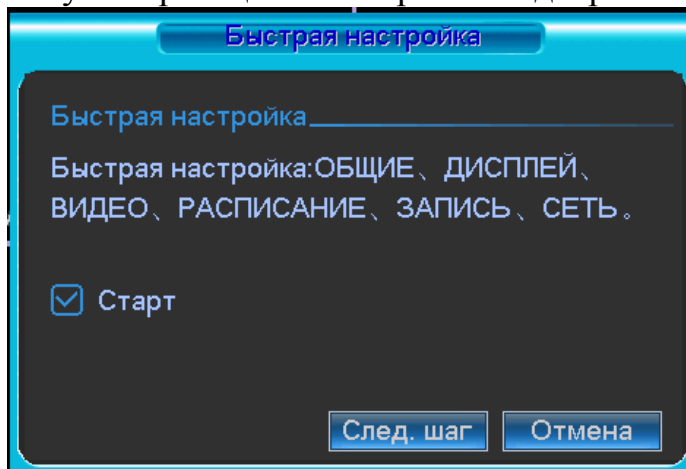 Быстрая настройка
Быстрая настройка
Быстрая настройка:ОБЩИЕ、ДИСПЛЕЙ、
ВИДЕО、РАСПИСАНИЕ、ЗАПИСЬ、СЕТЬ。
Старт
След. шаг Отмена